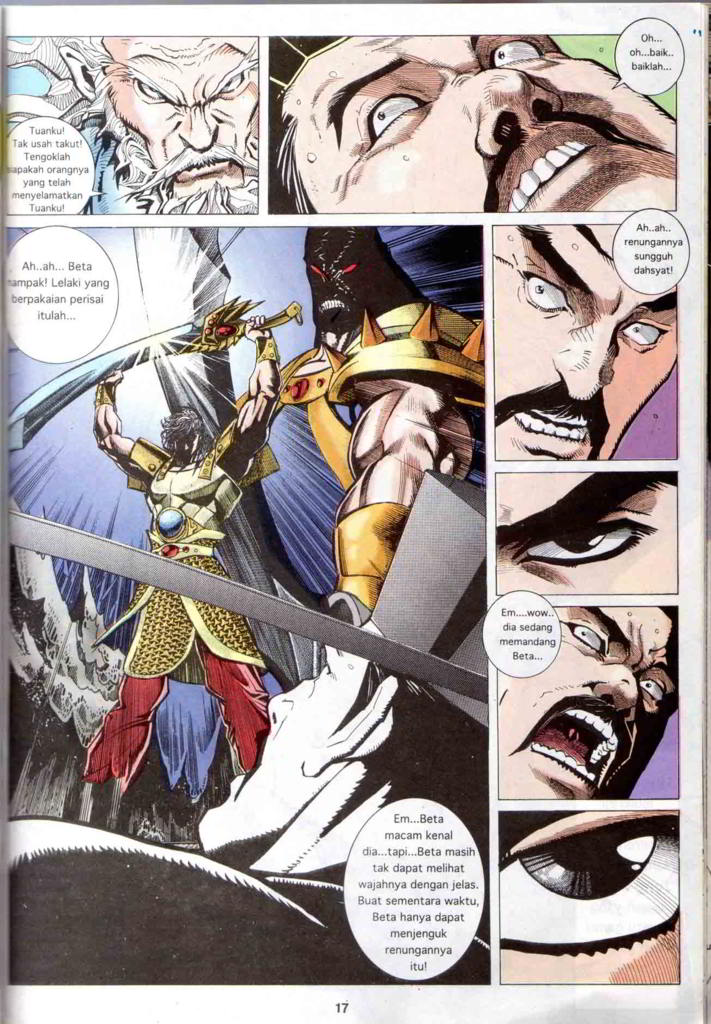 Tuanku!
Tak usah takut!
Tengoklah
siapakah orangnya
yang telah
menyelamatkan
Tuanku!
Oh...
oh...baik..
baiklah...
Ah..ah... Beta
nampak! Lelaki yang
berpakaian perisai
itulah...
Ah..ah..
renungannya
sungguh
dahsyat!
Em....wow..
dia sedang
memandang
Beta...
Em...Beta
macam kenal
dia...tapi...Beta masih
tak dapat melihat
wajahnya dengan jelas.
Buat sementara waktu,
Beta hanya dapat
menjenguk
renungannya
itu!
17